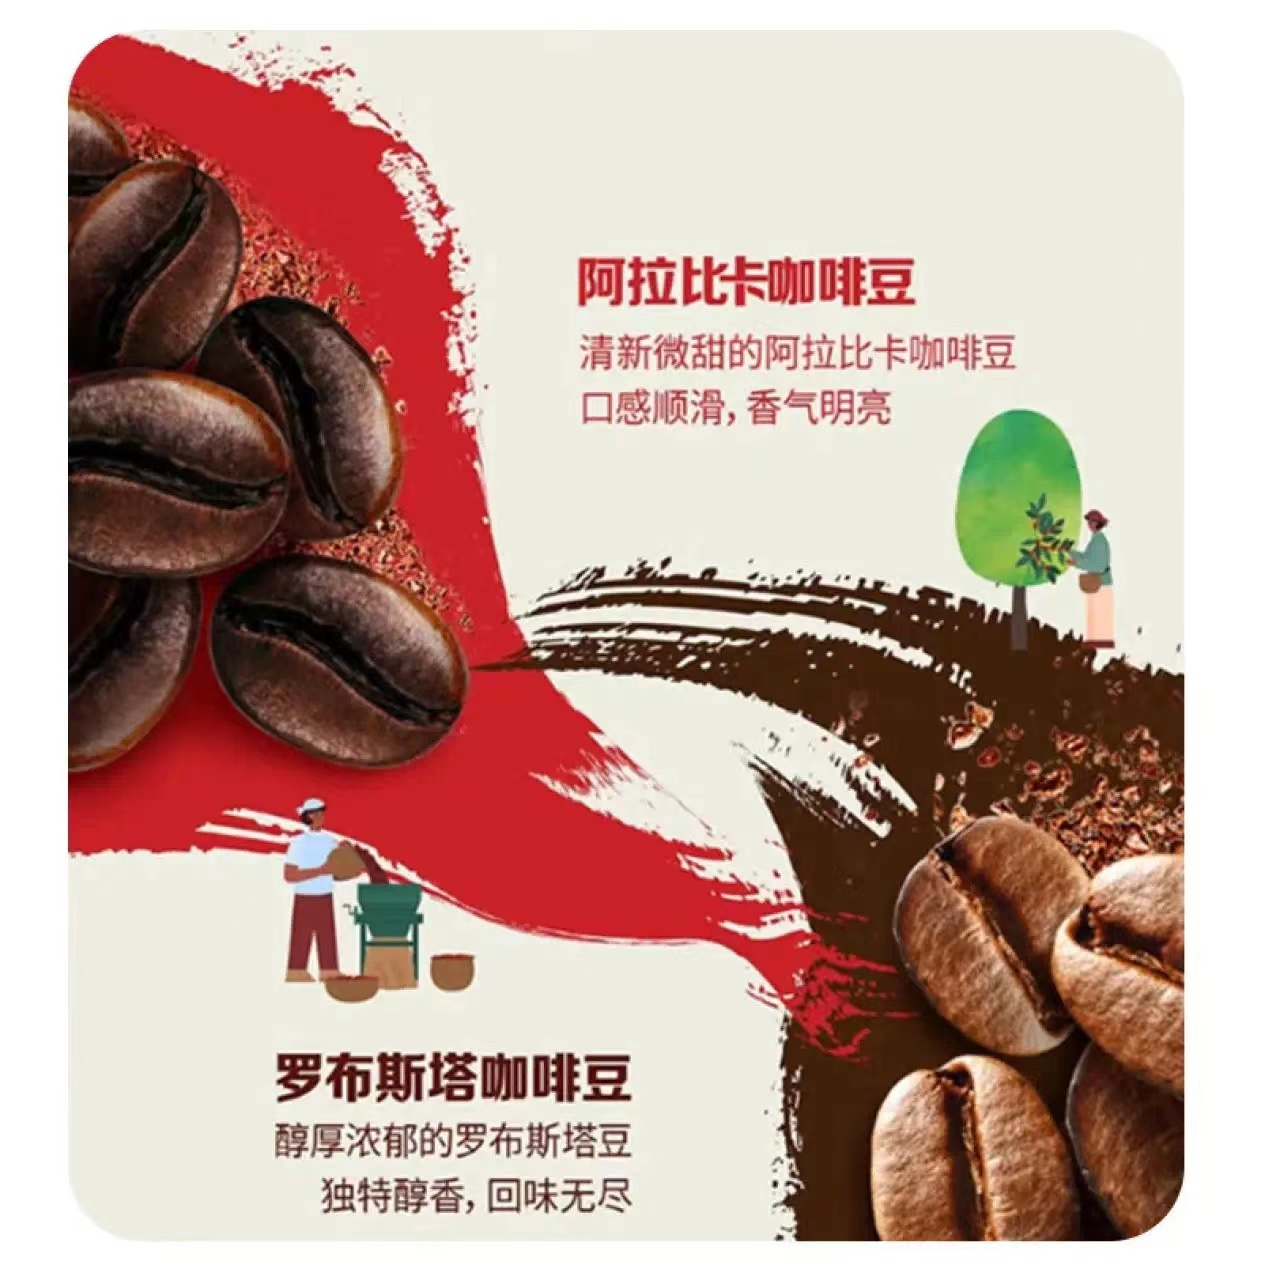 阿拉比卡咖啡豆
清新微甜的阿拉比卡咖啡豆
口感顺滑，香气明亮
罗布斯塔咖啡豆
醇厚浓郁的罗布斯塔豆
独特醇香，回味无尽